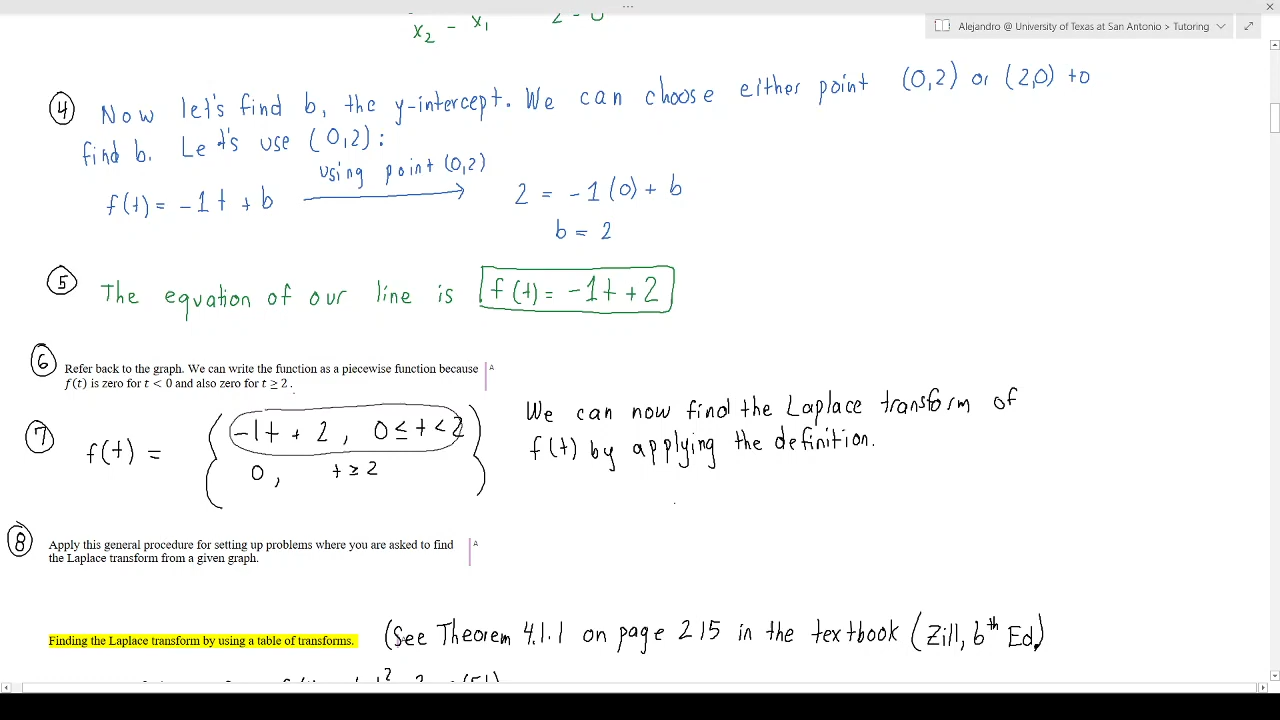 x₂ - x₁ 2 - 0
Alejandro @ University of Texas at San Antonio > Tutoring
④ Now let's find b, the y-intercept. We can choose either point (0,2) or (2,0) to
find b. Let's use (0,2):
using point (0,2)
f(t) = -1t + b 2 = -1(0) + b
b = 2
⑤ The equation of our line is f(t) = -1t + 2
⑥ Refer back to the graph. We can write the function as a piecewise function because
f(t) is zero for t < 0 and also zero for t ≥ 2 .
A
We can now find the Laplace transform of
f(t) by applying the definition.
⑦ f(t) = { -1t + 2 , 0 ≤ t < 2
0 , t ≥ 2 }
⑧ Apply this general procedure for setting up problems where you are asked to find
the Laplace transform from a given graph.
A
Finding the Laplace transform by using a table of transforms. (See Theorem 4.1.1 on page 215 in the textbook (Zill, 6th Ed.)